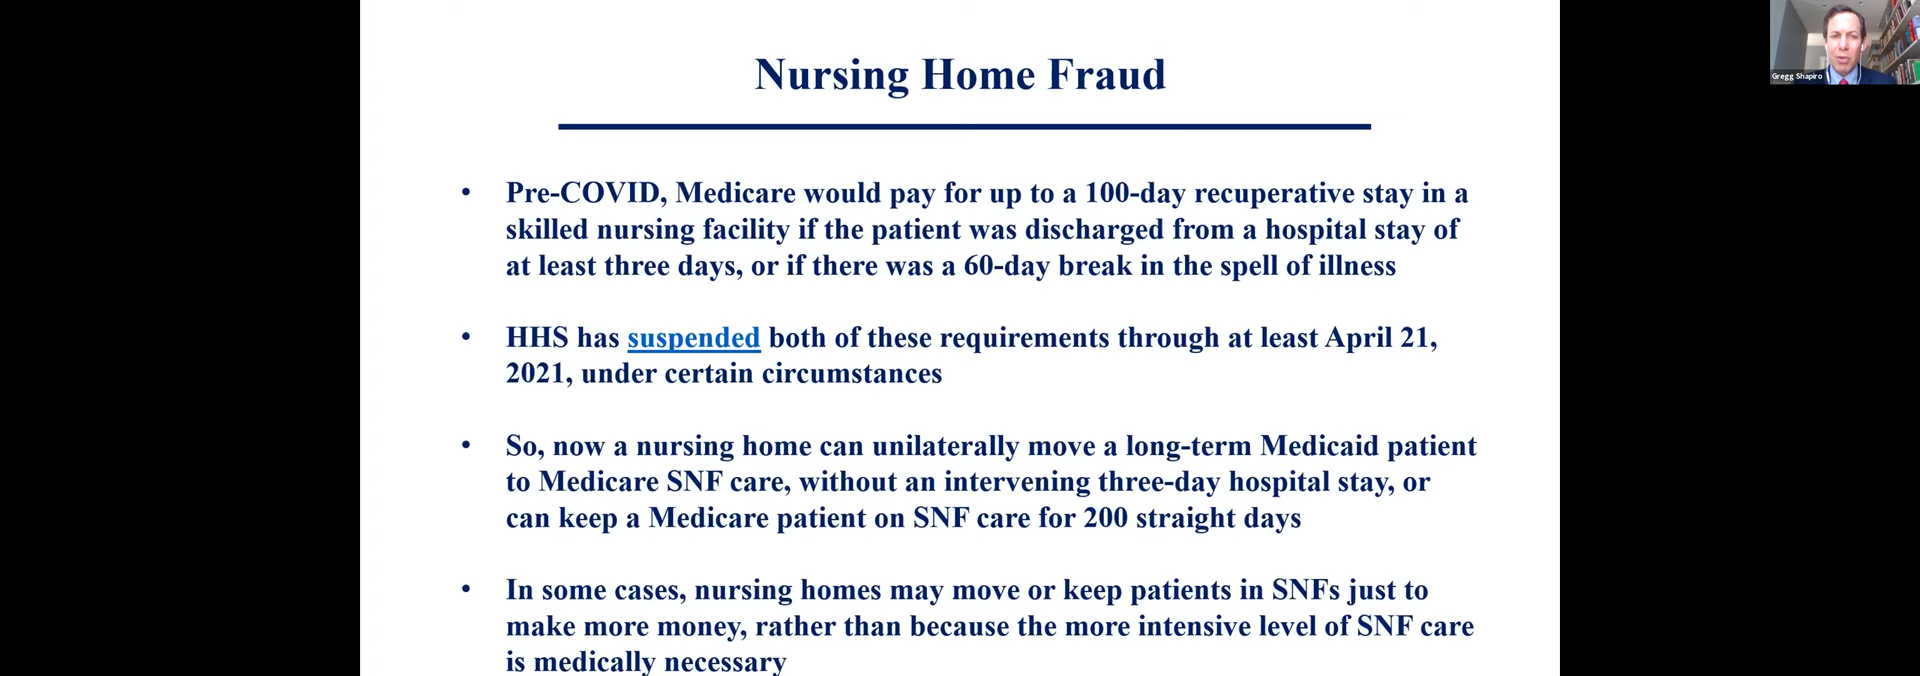 Nursing Home Fraud
Gregg Shapiro
• Pre-COVID, Medicare would pay for up to a 100-day recuperative stay in a
skilled nursing facility if the patient was discharged from a hospital stay of
at least three days, or if there was a 60-day break in the spell of illness
• HHS has suspended both of these requirements through at least April 21,
2021, under certain circumstances
• So, now a nursing home can unilaterally move a long-term Medicaid patient
to Medicare SNF care, without an intervening three-day hospital stay, or
can keep a Medicare patient on SNF care for 200 straight days
• In some cases, nursing homes may move or keep patients in SNFs just to
make more money, rather than because the more intensive level of SNF care
is medically necessary